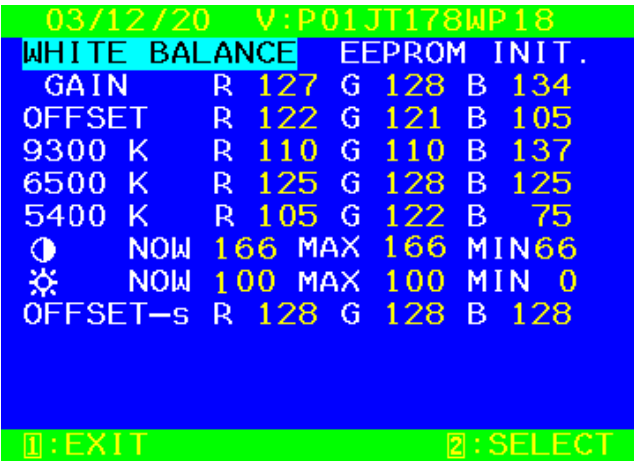 03/12/20 V:P01JT178WP18
WHITE BALANCE EEPROM INIT.
GAIN R 127 G 128 B 134
OFFSET R 122 G 121 B 105
9300 K R 110 G 110 B 137
6500 K R 125 G 128 B 125
5400 K R 105 G 122 B 75
NOW 166 MAX 166 MIN66
NOW 100 MAX 100 MIN 0
OFFSET-s R 128 G 128 B 128
1:EXIT 2:SELECT